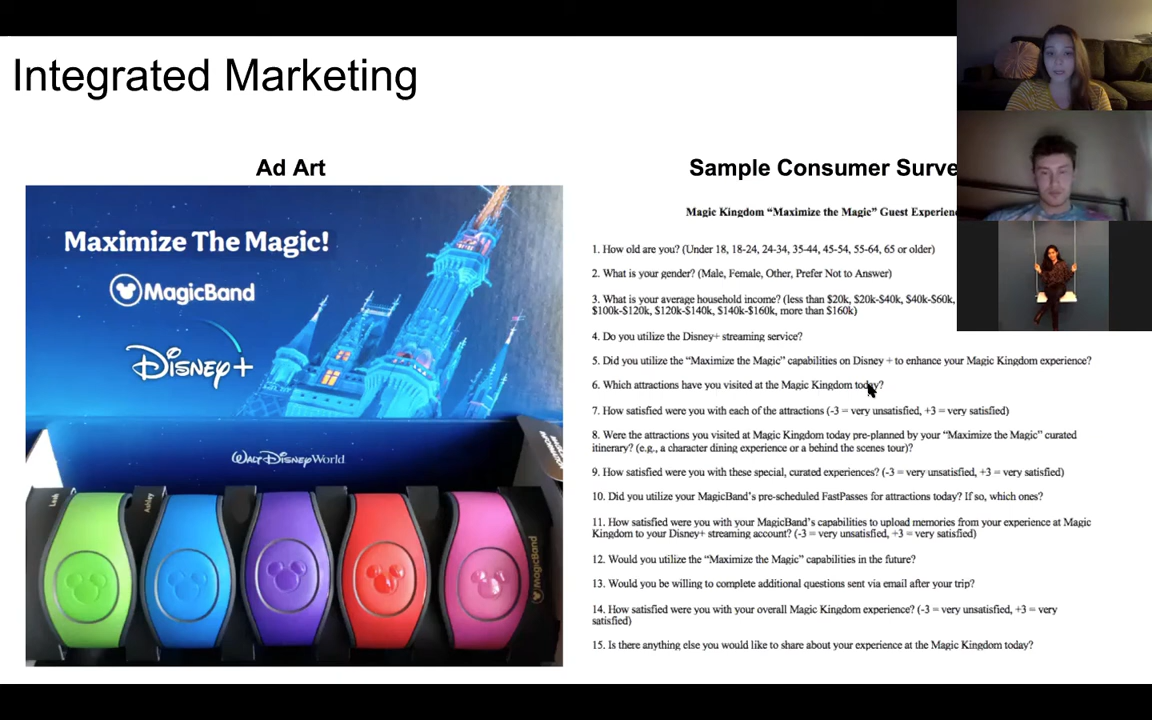 Integrated Marketing
Ad Art
Maximize The Magic!
MagicBand
Disney+
WALT DISNEY World
Leah
Ashley
MagicBand
Sample Consumer Surve
Magic Kingdom “Maximize the Magic” Guest Experienc
1. How old are you? (Under 18, 18-24, 24-34, 35-44, 45-54, 55-64, 65 or older)
2. What is your gender? (Male, Female, Other, Prefer Not to Answer)
3. What is your average household income? (less than $20k, $20k-$40k, $40k-$60k,
$100k-$120k, $120k-$140k, $140k-$160k, more than $160k)
4. Do you utilize the Disney+ streaming service?
5. Did you utilize the “Maximize the Magic” capabilities on Disney + to enhance your Magic Kingdom experience?
6. Which attractions have you visited at the Magic Kingdom today?
7. How satisfied were you with each of the attractions (-3 = very unsatisfied, +3 = very satisfied)
8. Were the attractions you visited at Magic Kingdom today pre-planned by your “Maximize the Magic” curated
itinerary? (e.g., a character dining experience or a behind the scenes tour)?
9. How satisfied were you with these special, curated experiences? (-3 = very unsatisfied, +3 = very satisfied)
10. Did you utilize your MagicBand's pre-scheduled FastPasses for attractions today? If so, which ones?
11. How satisfied were you with your MagicBand's capabilities to upload memories from your experience at Magic
Kingdom to your Disney+ streaming account? (-3 = very unsatisfied, +3 = very satisfied)
12. Would you utilize the “Maximize the Magic” capabilities in the future?
13. Would you be willing to complete additional questions sent via email after your trip?
14. How satisfied were you with your overall Magic Kingdom experience? (-3 = very unsatisfied, +3 = very
satisfied)
15. Is there anything else you would like to share about your experience at the Magic Kingdom today?